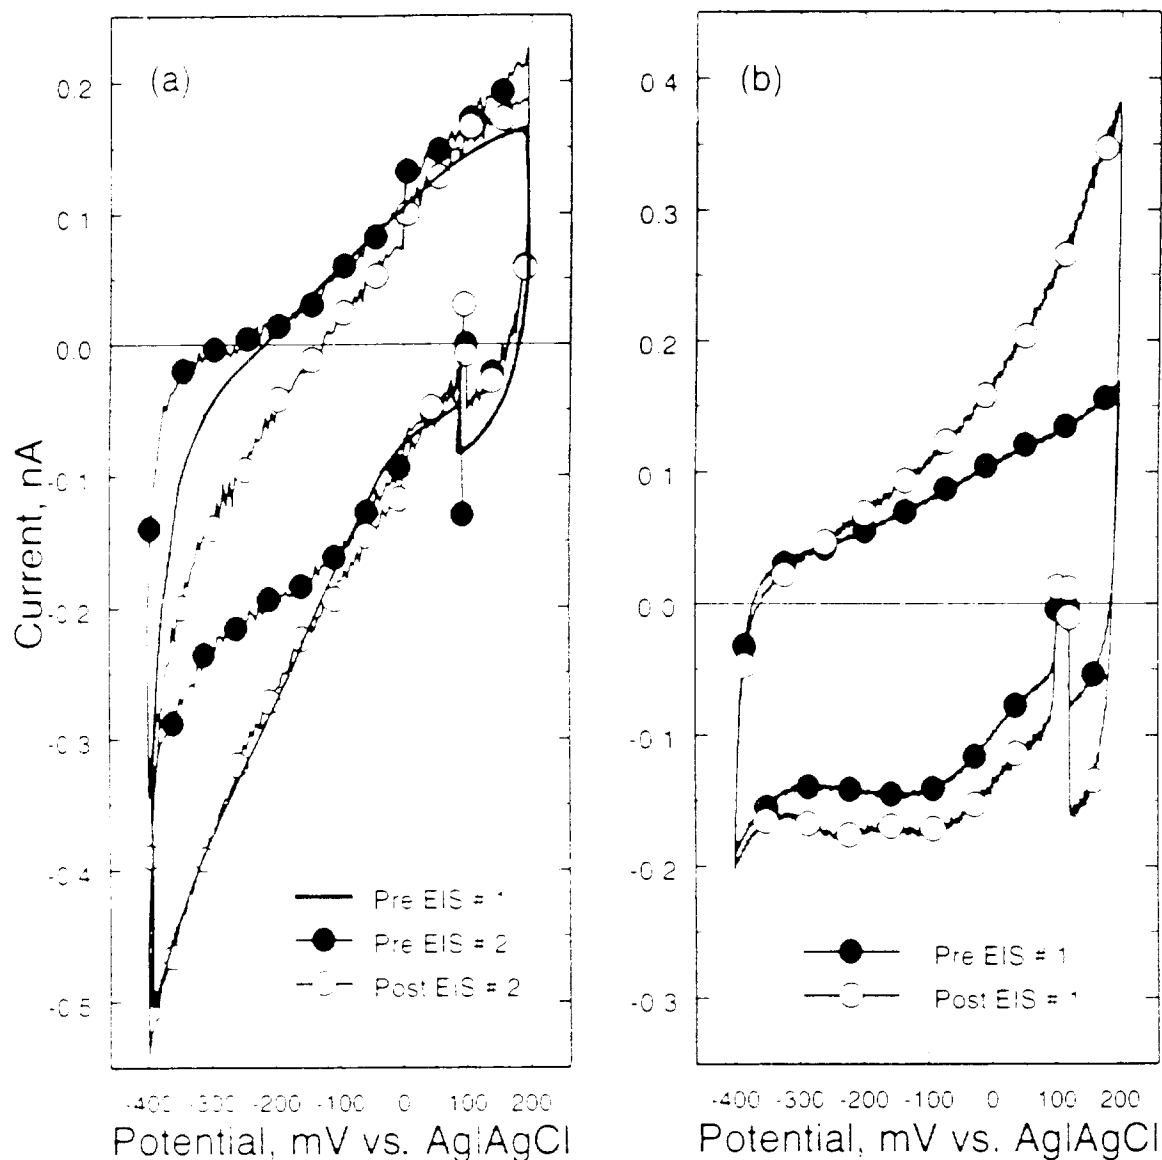 (a)
0.2
0.1
0.0
-0.1
-0.2
-0.3
-0.4
-0.5
Current, nA
Pre EIS # 1
Pre EIS # 2
Post EIS # 2
-400 -300 -200 -100 0 100 200
Potential, mV vs. Ag|AgCl
(b)
0.4
0.3
0.2
0.1
0.0
-0.1
-0.2
-0.3
Pre EIS # 1
Post EIS # 1
-400 -300 -200 -100 0 100 200
Potential, mV vs. Ag|AgCl